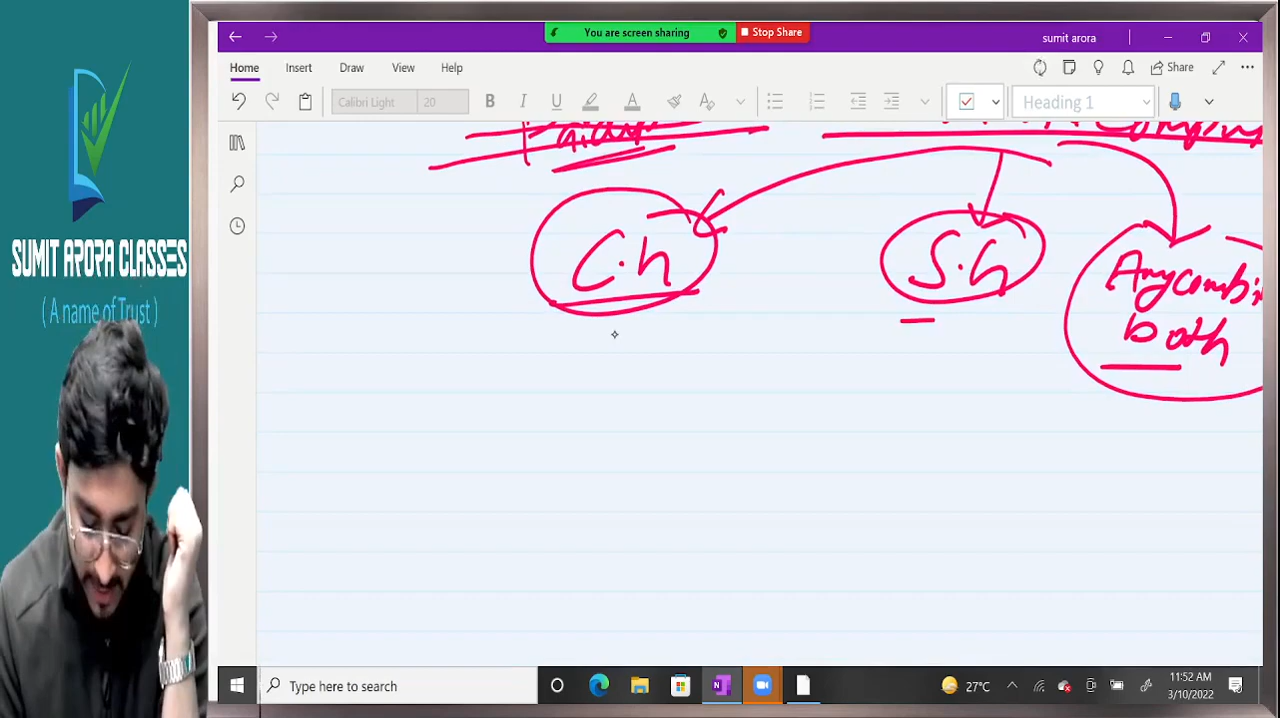 You are screen sharing
Stop Share
sumit arora
Home
Insert
Draw
View
Help
Share
Calibri Light
20
B
I
U
A
Heading 1
C.h
S.h
Any combi
both
SUMIT ARORA CLASSES
( A name of Trust )
Type here to search
27°C
11:52 AM
3/10/2022